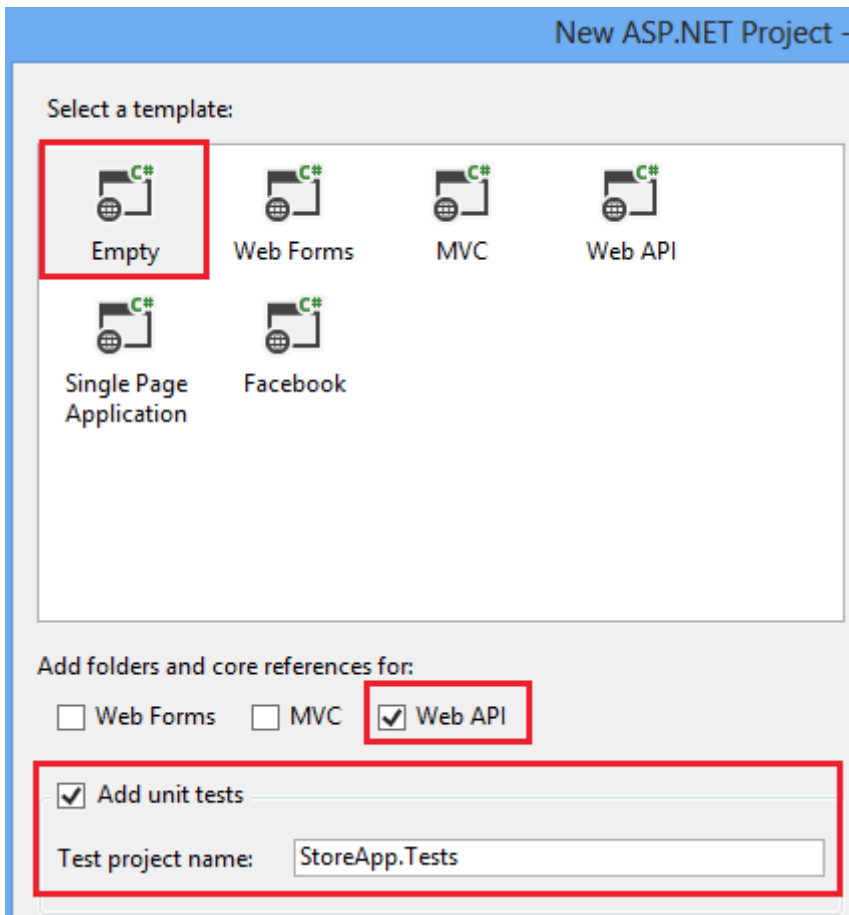 New ASP.NET Project -
Select a template:
C# C# C# C#
Empty Web Forms MVC Web API
C# C#
Single Page Facebook
Application
Add folders and core references for:
Web Forms MVC Web API
Add unit tests
Test project name: StoreApp.Tests